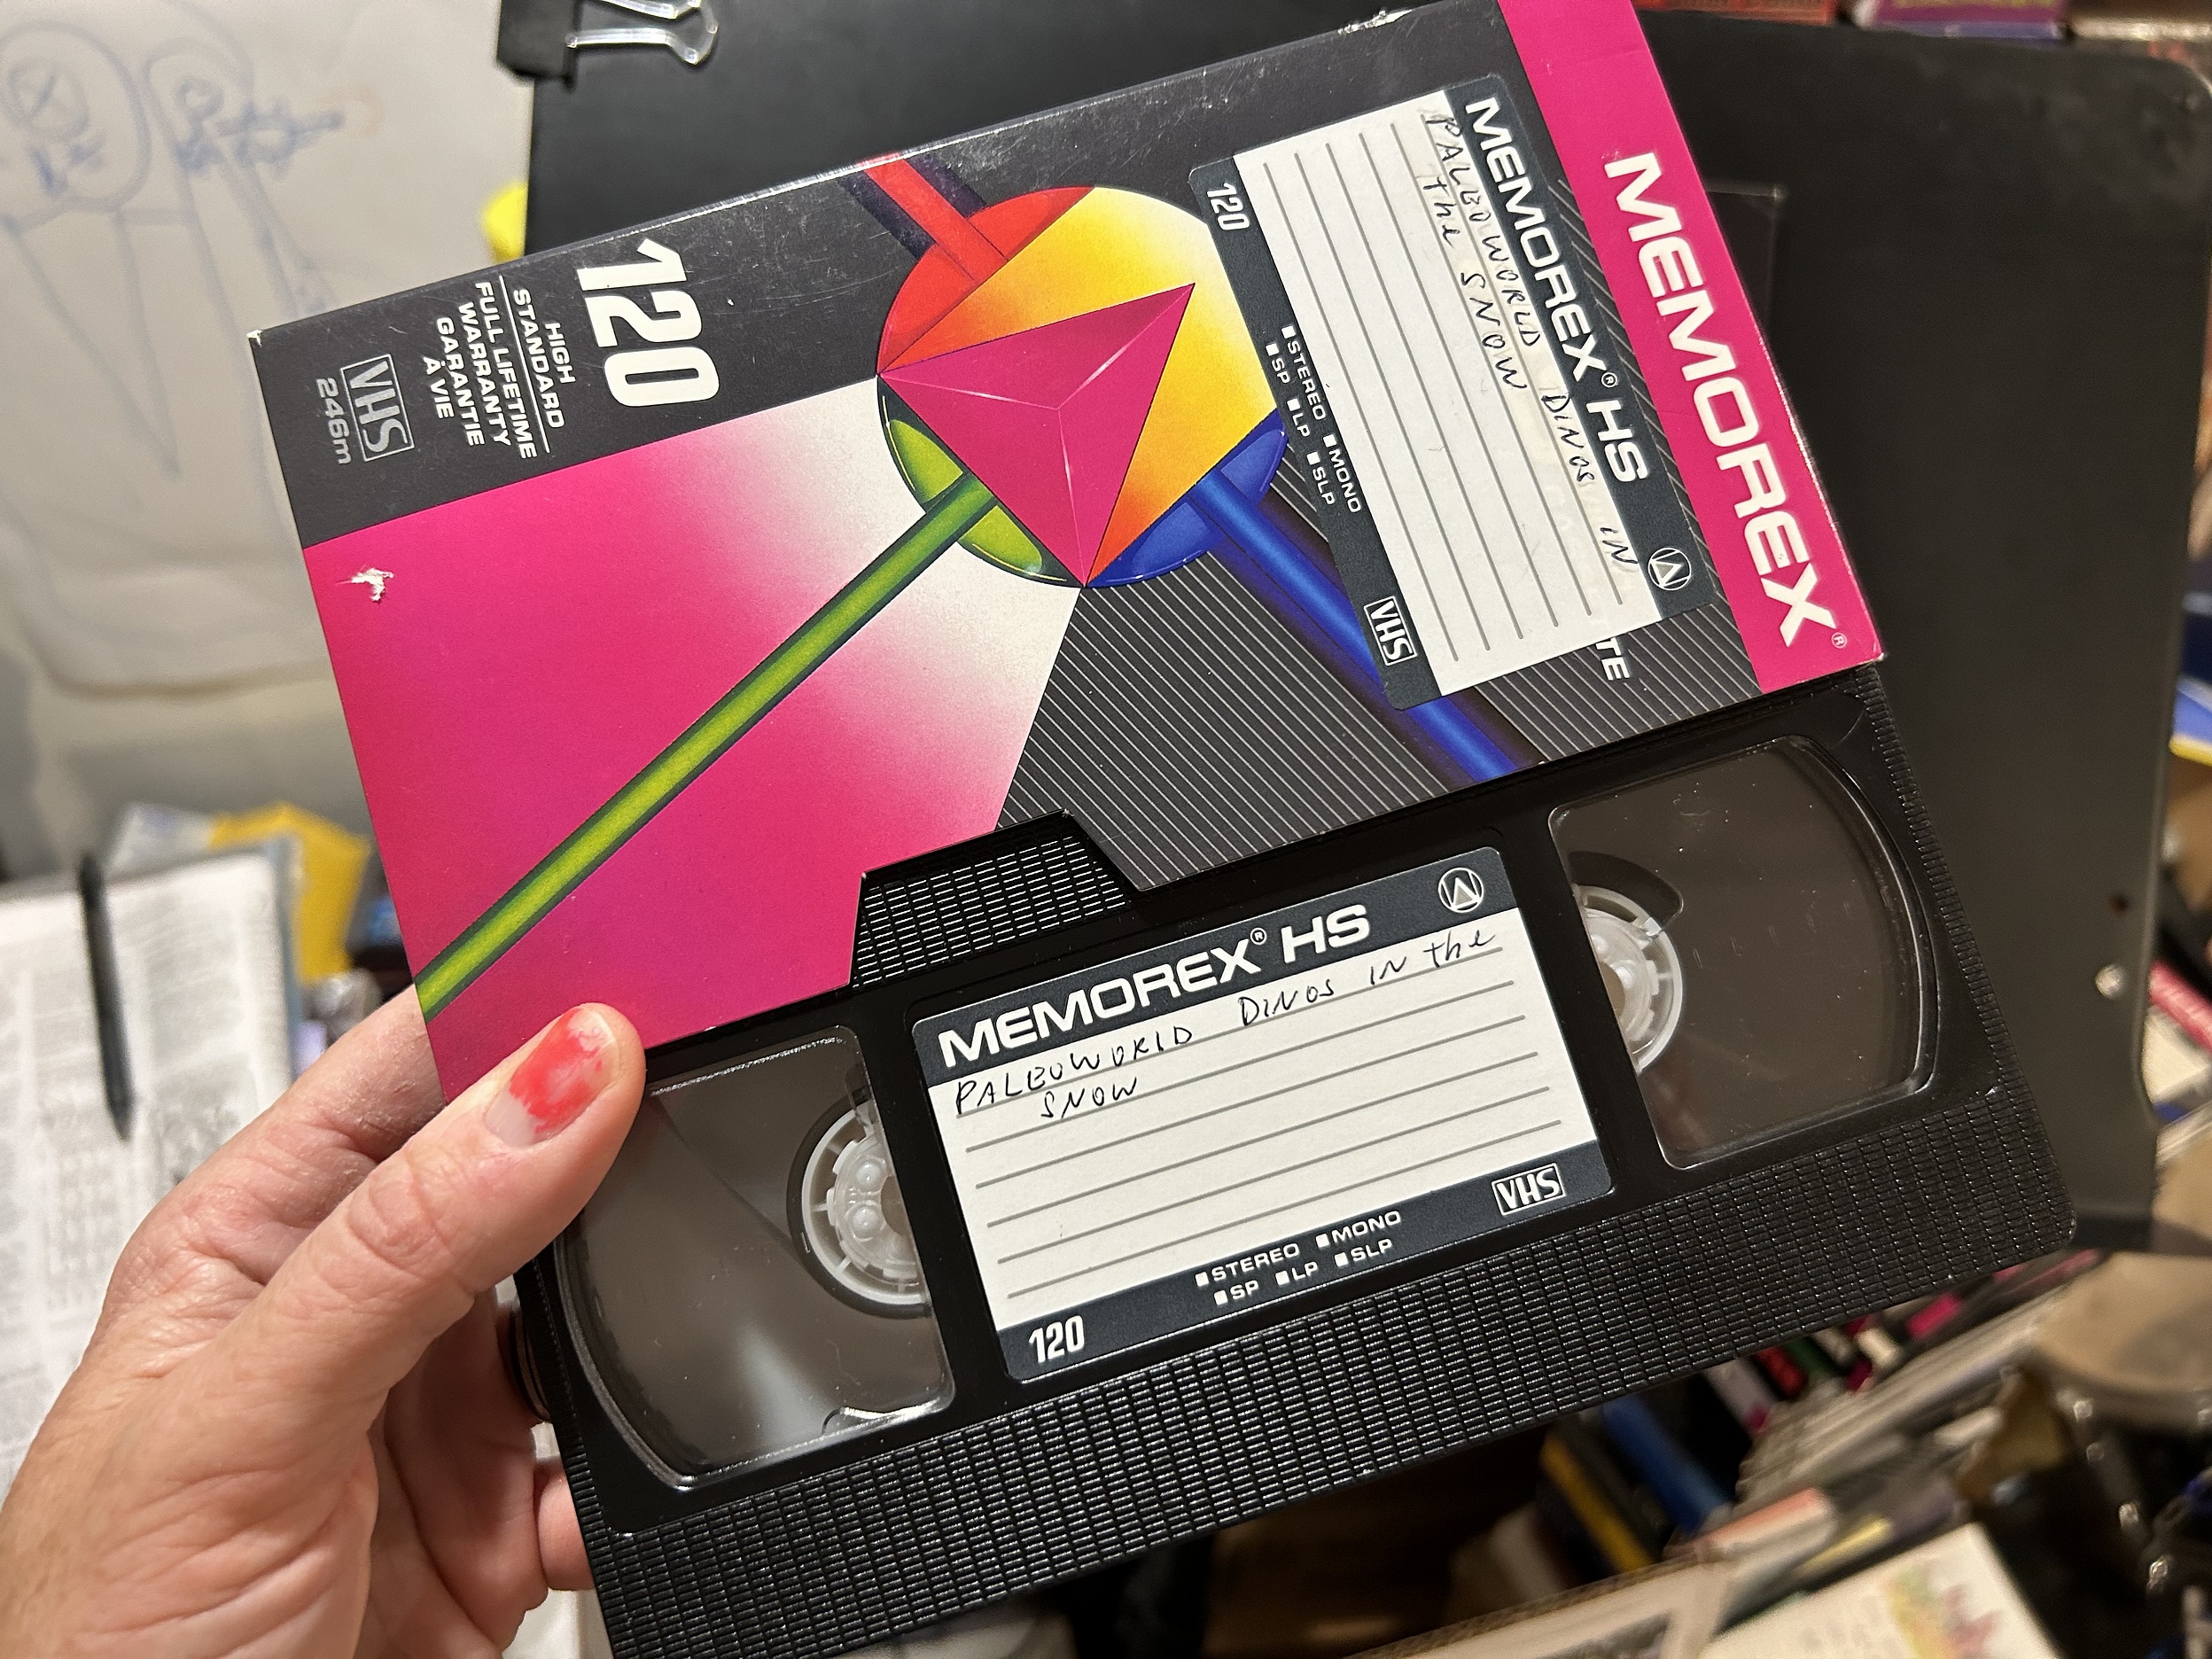 MEMOREX®
MEMOREX® HS
PALEOWORLD DINOS IN
The SNOW
120
STEREO MONO
SP LP SLP
VHS
TE
120
HIGH
STANDARD
FULL LIFETIME
WARRANTY
GARANTIE
À VIE
VHS
246m
MEMOREX® HS
PALEOWORLD DINOS IN the
SNOW
STEREO MONO
SP LP SLP
120
VHS